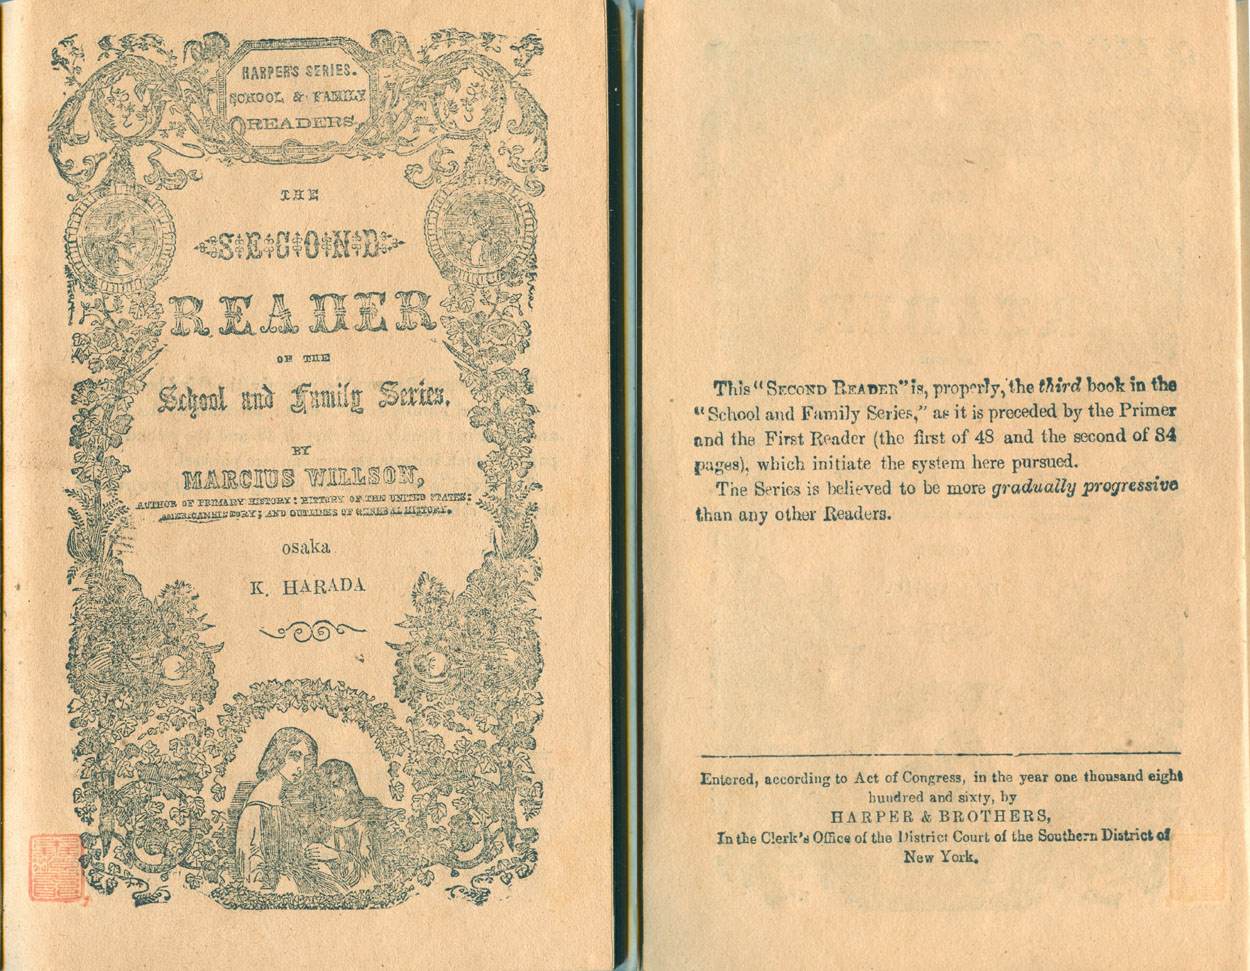 HARPER'S SERIES.
SCHOOL & FAMILY
READERS.
THE
S·E·C·O·N·D
READER
OF THE
School and Family Series.
BY
MARCIUS WILLSON,
AUTHOR OF PRIMARY HISTORY: HISTORY OF THE UNITED STATES:
AMERICAN HISTORY; AND OUTLINES OF GENERAL HISTORY.
osaka
K. HARADA
This "SECOND READER" is, properly, the third book in the
"School and Family Series," as it is preceded by the Primer
and the First Reader (the first of 48 and the second of 84
pages), which initiate the system here pursued.
The Series is believed to be more gradually progressive
than any other Readers.
Entered, according to Act of Congress, in the year one thousand eight
hundred and sixty, by
HARPER & BROTHERS,
In the Clerk's Office of the District Court of the Southern District of
New York.